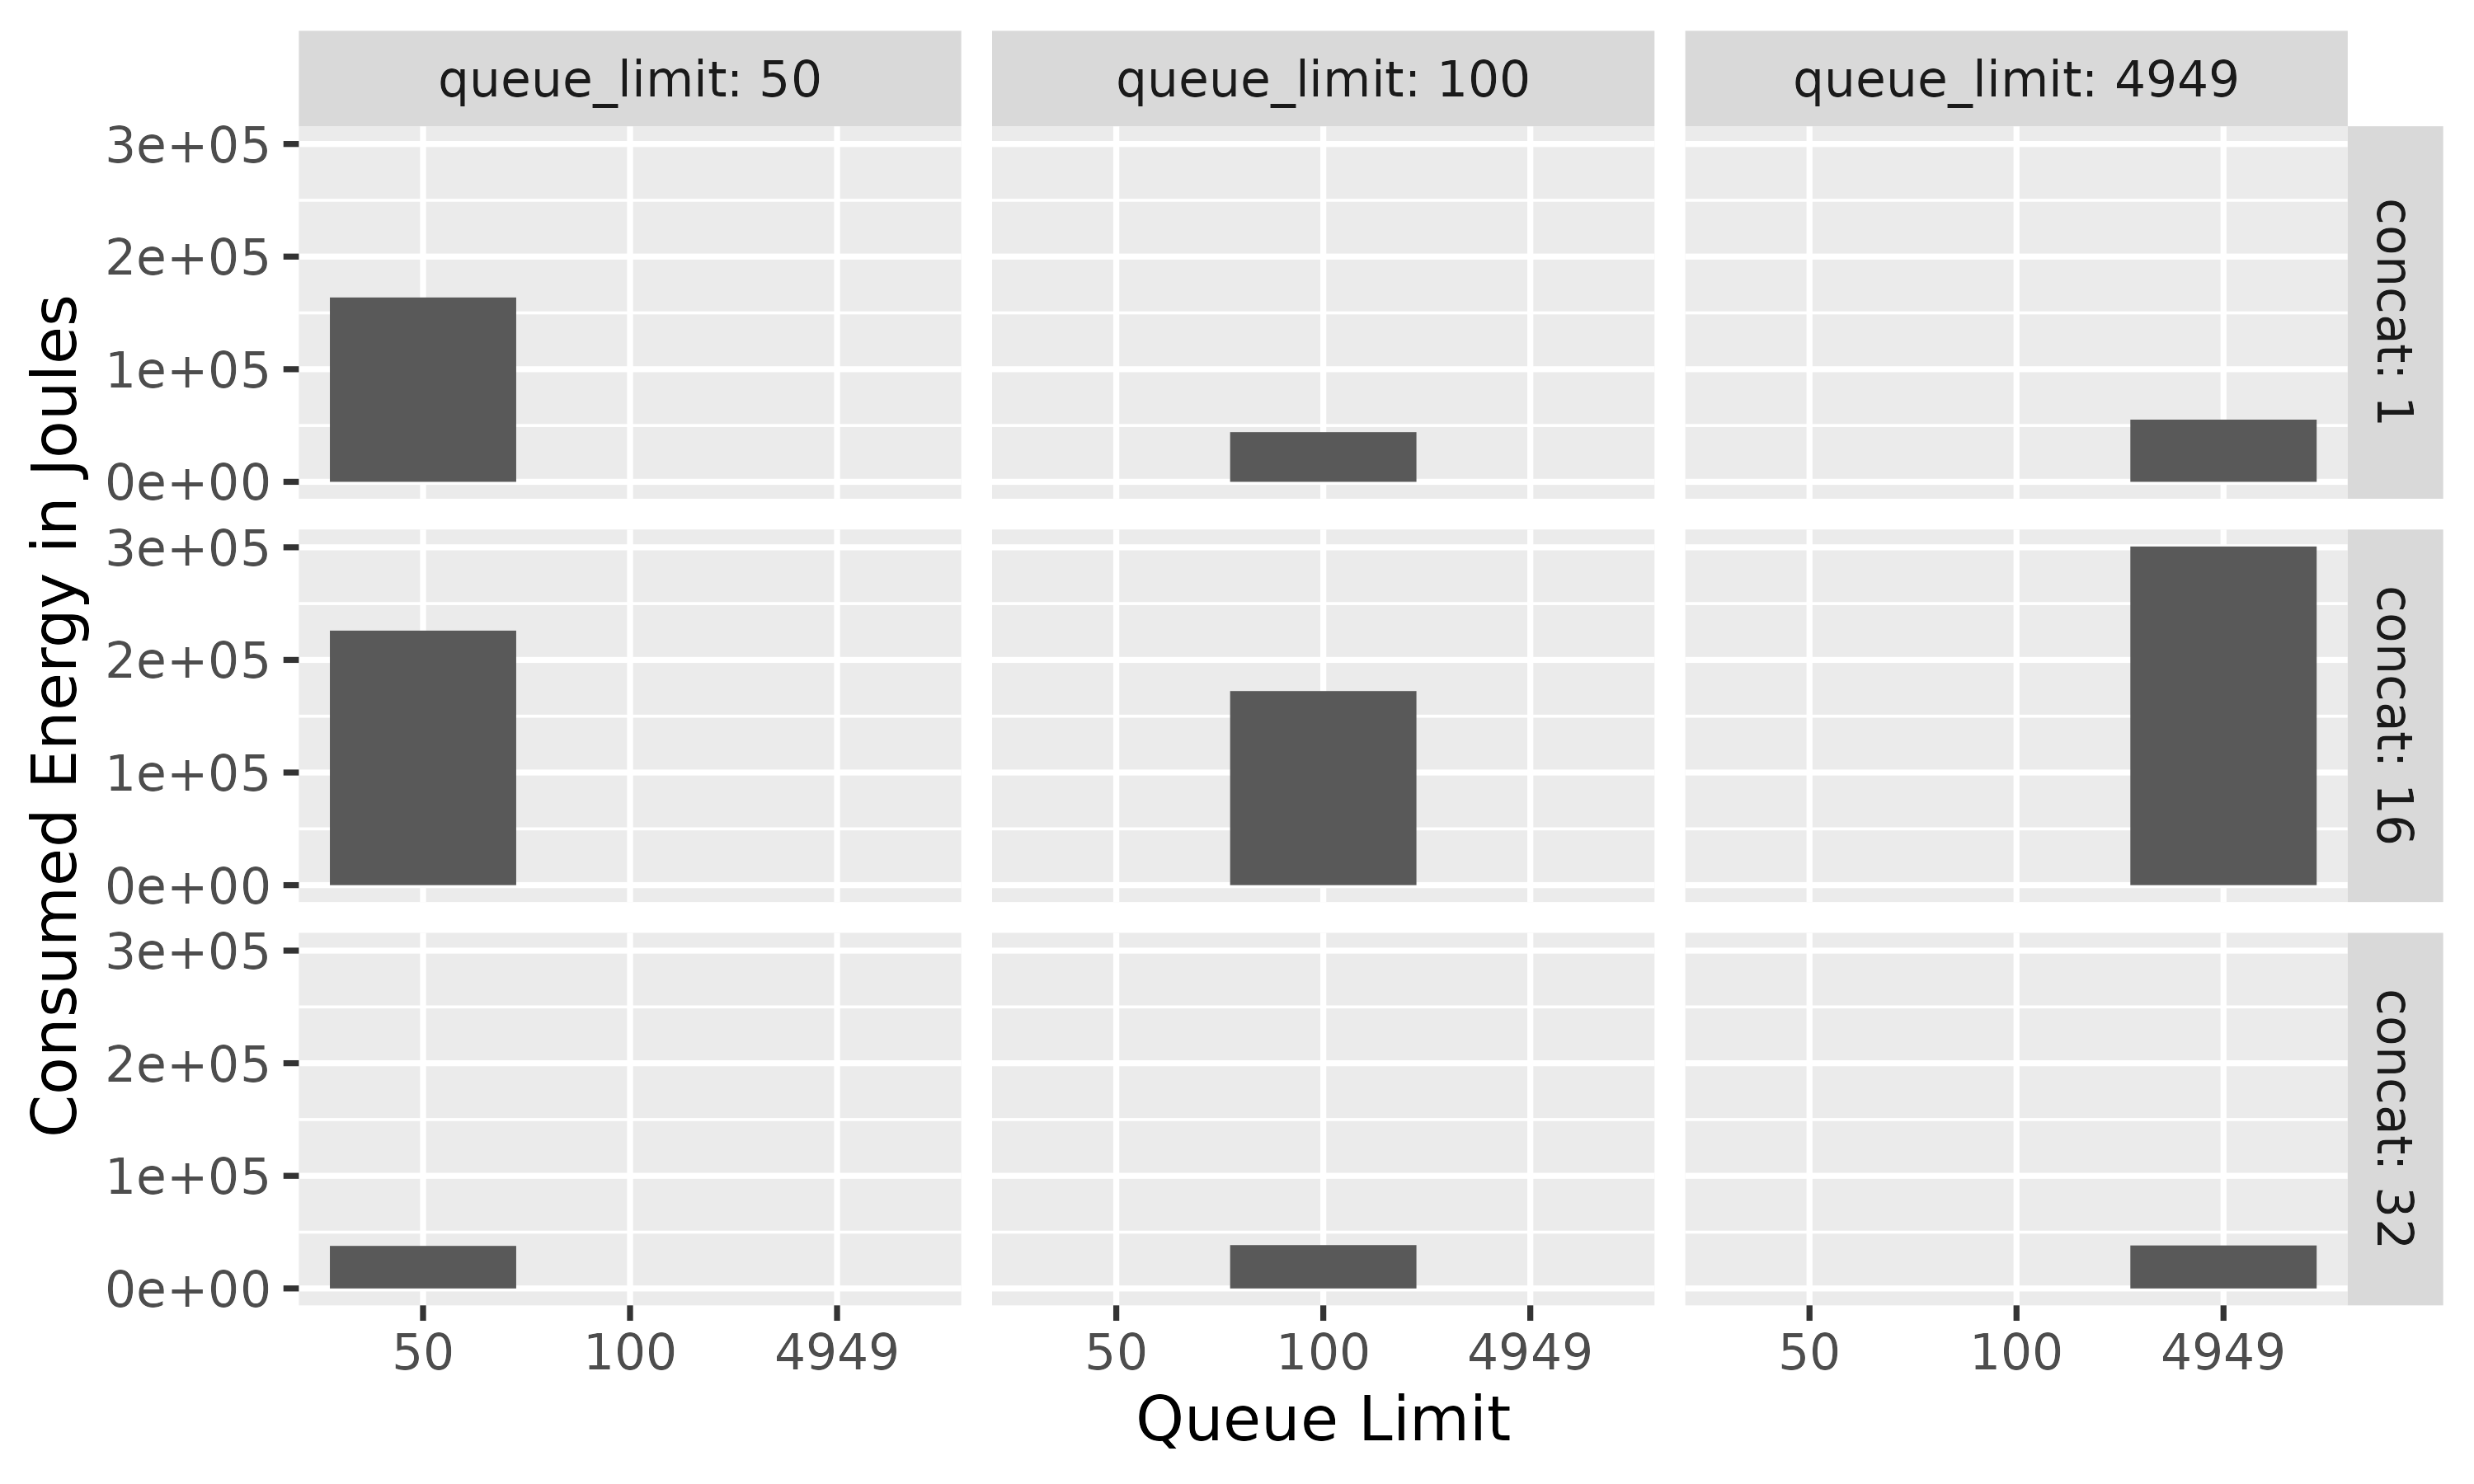 queue_limit: 50
queue_limit: 100
queue_limit: 4949
Consumed Energy in Joules
3e+05
2e+05
1e+05
0e+00
concat: 1
3e+05
2e+05
1e+05
0e+00
concat: 16
3e+05
2e+05
1e+05
0e+00
concat: 32
50 100 4949
50 100 4949
50 100 4949
Queue Limit